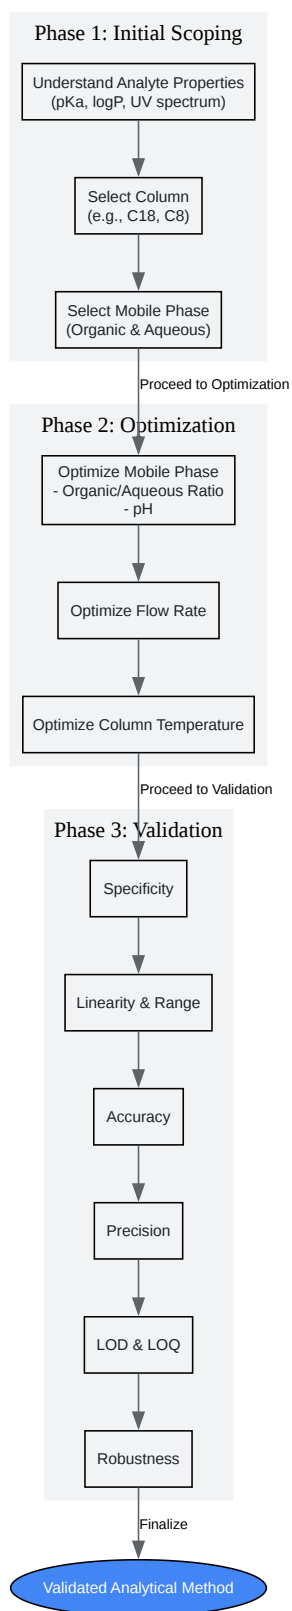 Phase 1: Initial Scoping
Understand Analyte Properties
(pKa, logP, UV spectrum)
Select Column
(e.g., C18, C8)
Select Mobile Phase
(Organic & Aqueous)
Proceed to Optimization
Phase 2: Optimization
Optimize Mobile Phase
- Organic/Aqueous Ratio
- pH
Optimize Flow Rate
Optimize Column Temperature
Proceed to Validation
Phase 3: Validation
Specificity
Linearity & Range
Accuracy
Precision
LOD & LOQ
Robustness
Finalize
Validated Analytical Method